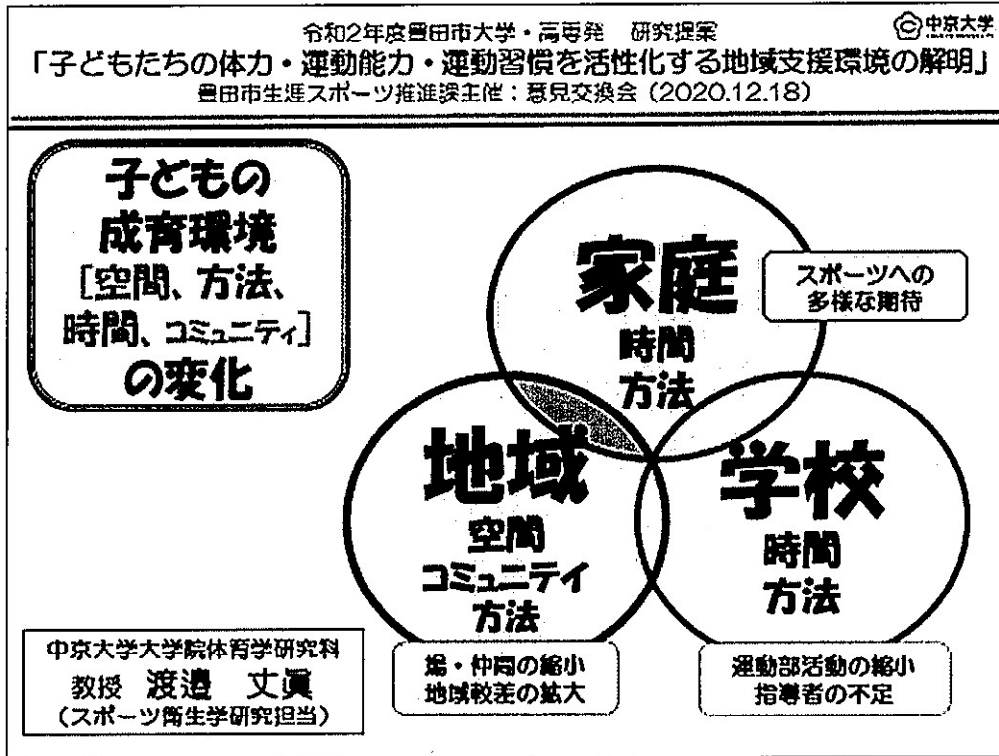 令和2年度豊田市大学・高専発　研究提案
中京大学
「子どもたちの体力・運動能力・運動習慣を活性化する地域支援環境の解明」
豊田市生涯スポーツ推進課主催：意見交換会（2020.12.18）
子どもの
成育環境
［空間、方法、
時間、コミュニティ］
の変化
家庭
時間
方法
スポーツへの
多様な期待
地域
空間
コミュニティ
方法
場・仲間の縮小
地域較差の拡大
学校
時間
方法
運動部活動の縮小
指導者の不足
中京大学大学院体育学研究科
教授　渡邉　丈眞
（スポーツ衛生学研究担当）